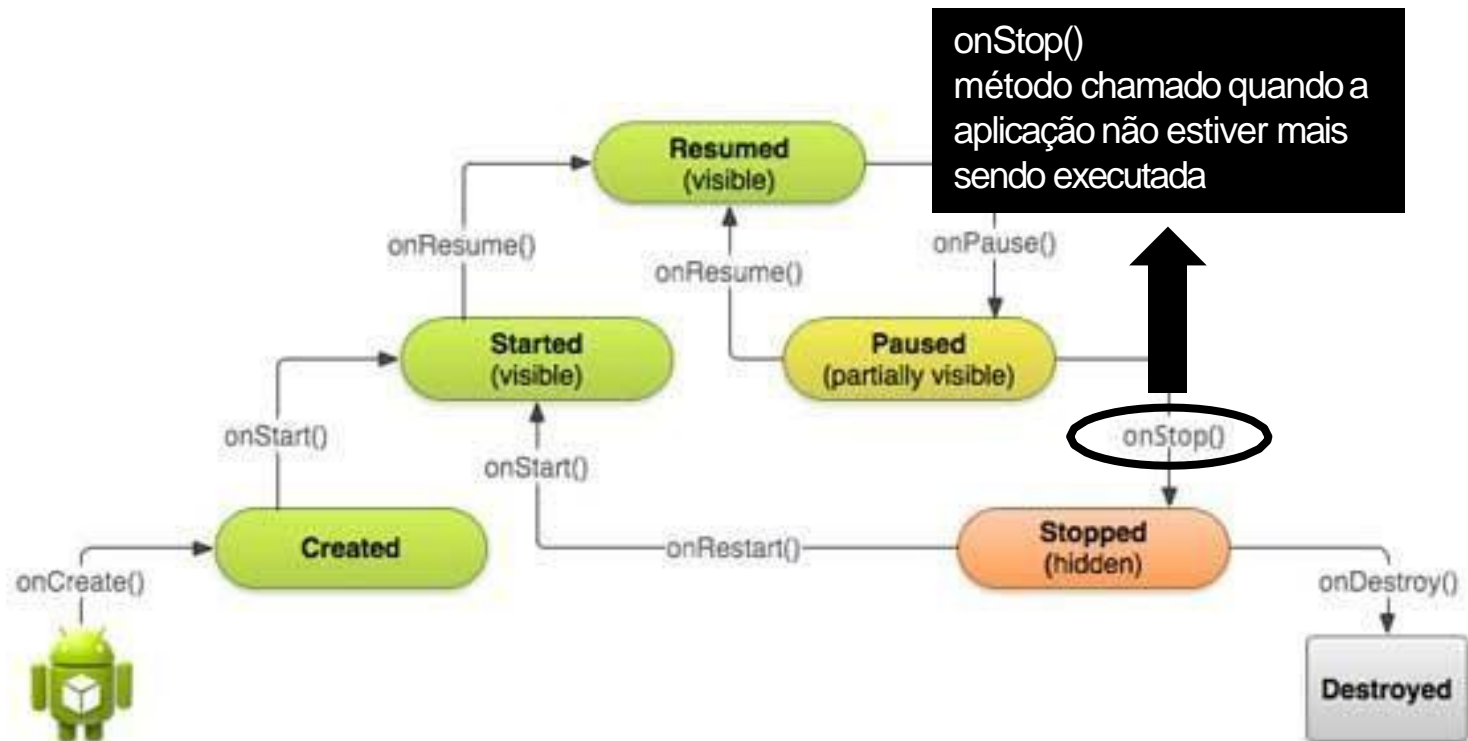 onStop()
método chamado quando a
aplicação não estiver mais
sendo executada
Resumed
(visible)
onResume()
onResume()
onPause()
Started
(visible)
Paused
(partially visible)
onStart()
onStart()
onStop()
Created
onRestart()
Stopped
(hidden)
onCreate()
onDestroy()
Destroyed